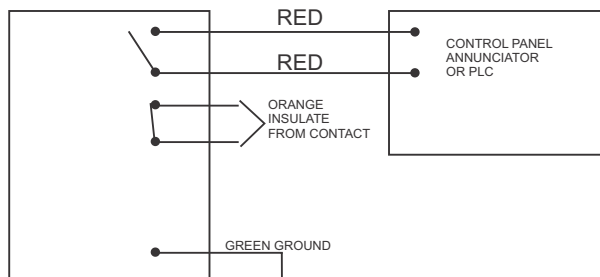 RED
RED
CONTROL PANEL
ANNUNCIATOR
OR PLC
ORANGE
INSULATE
FROM CONTACT
GREEN GROUND